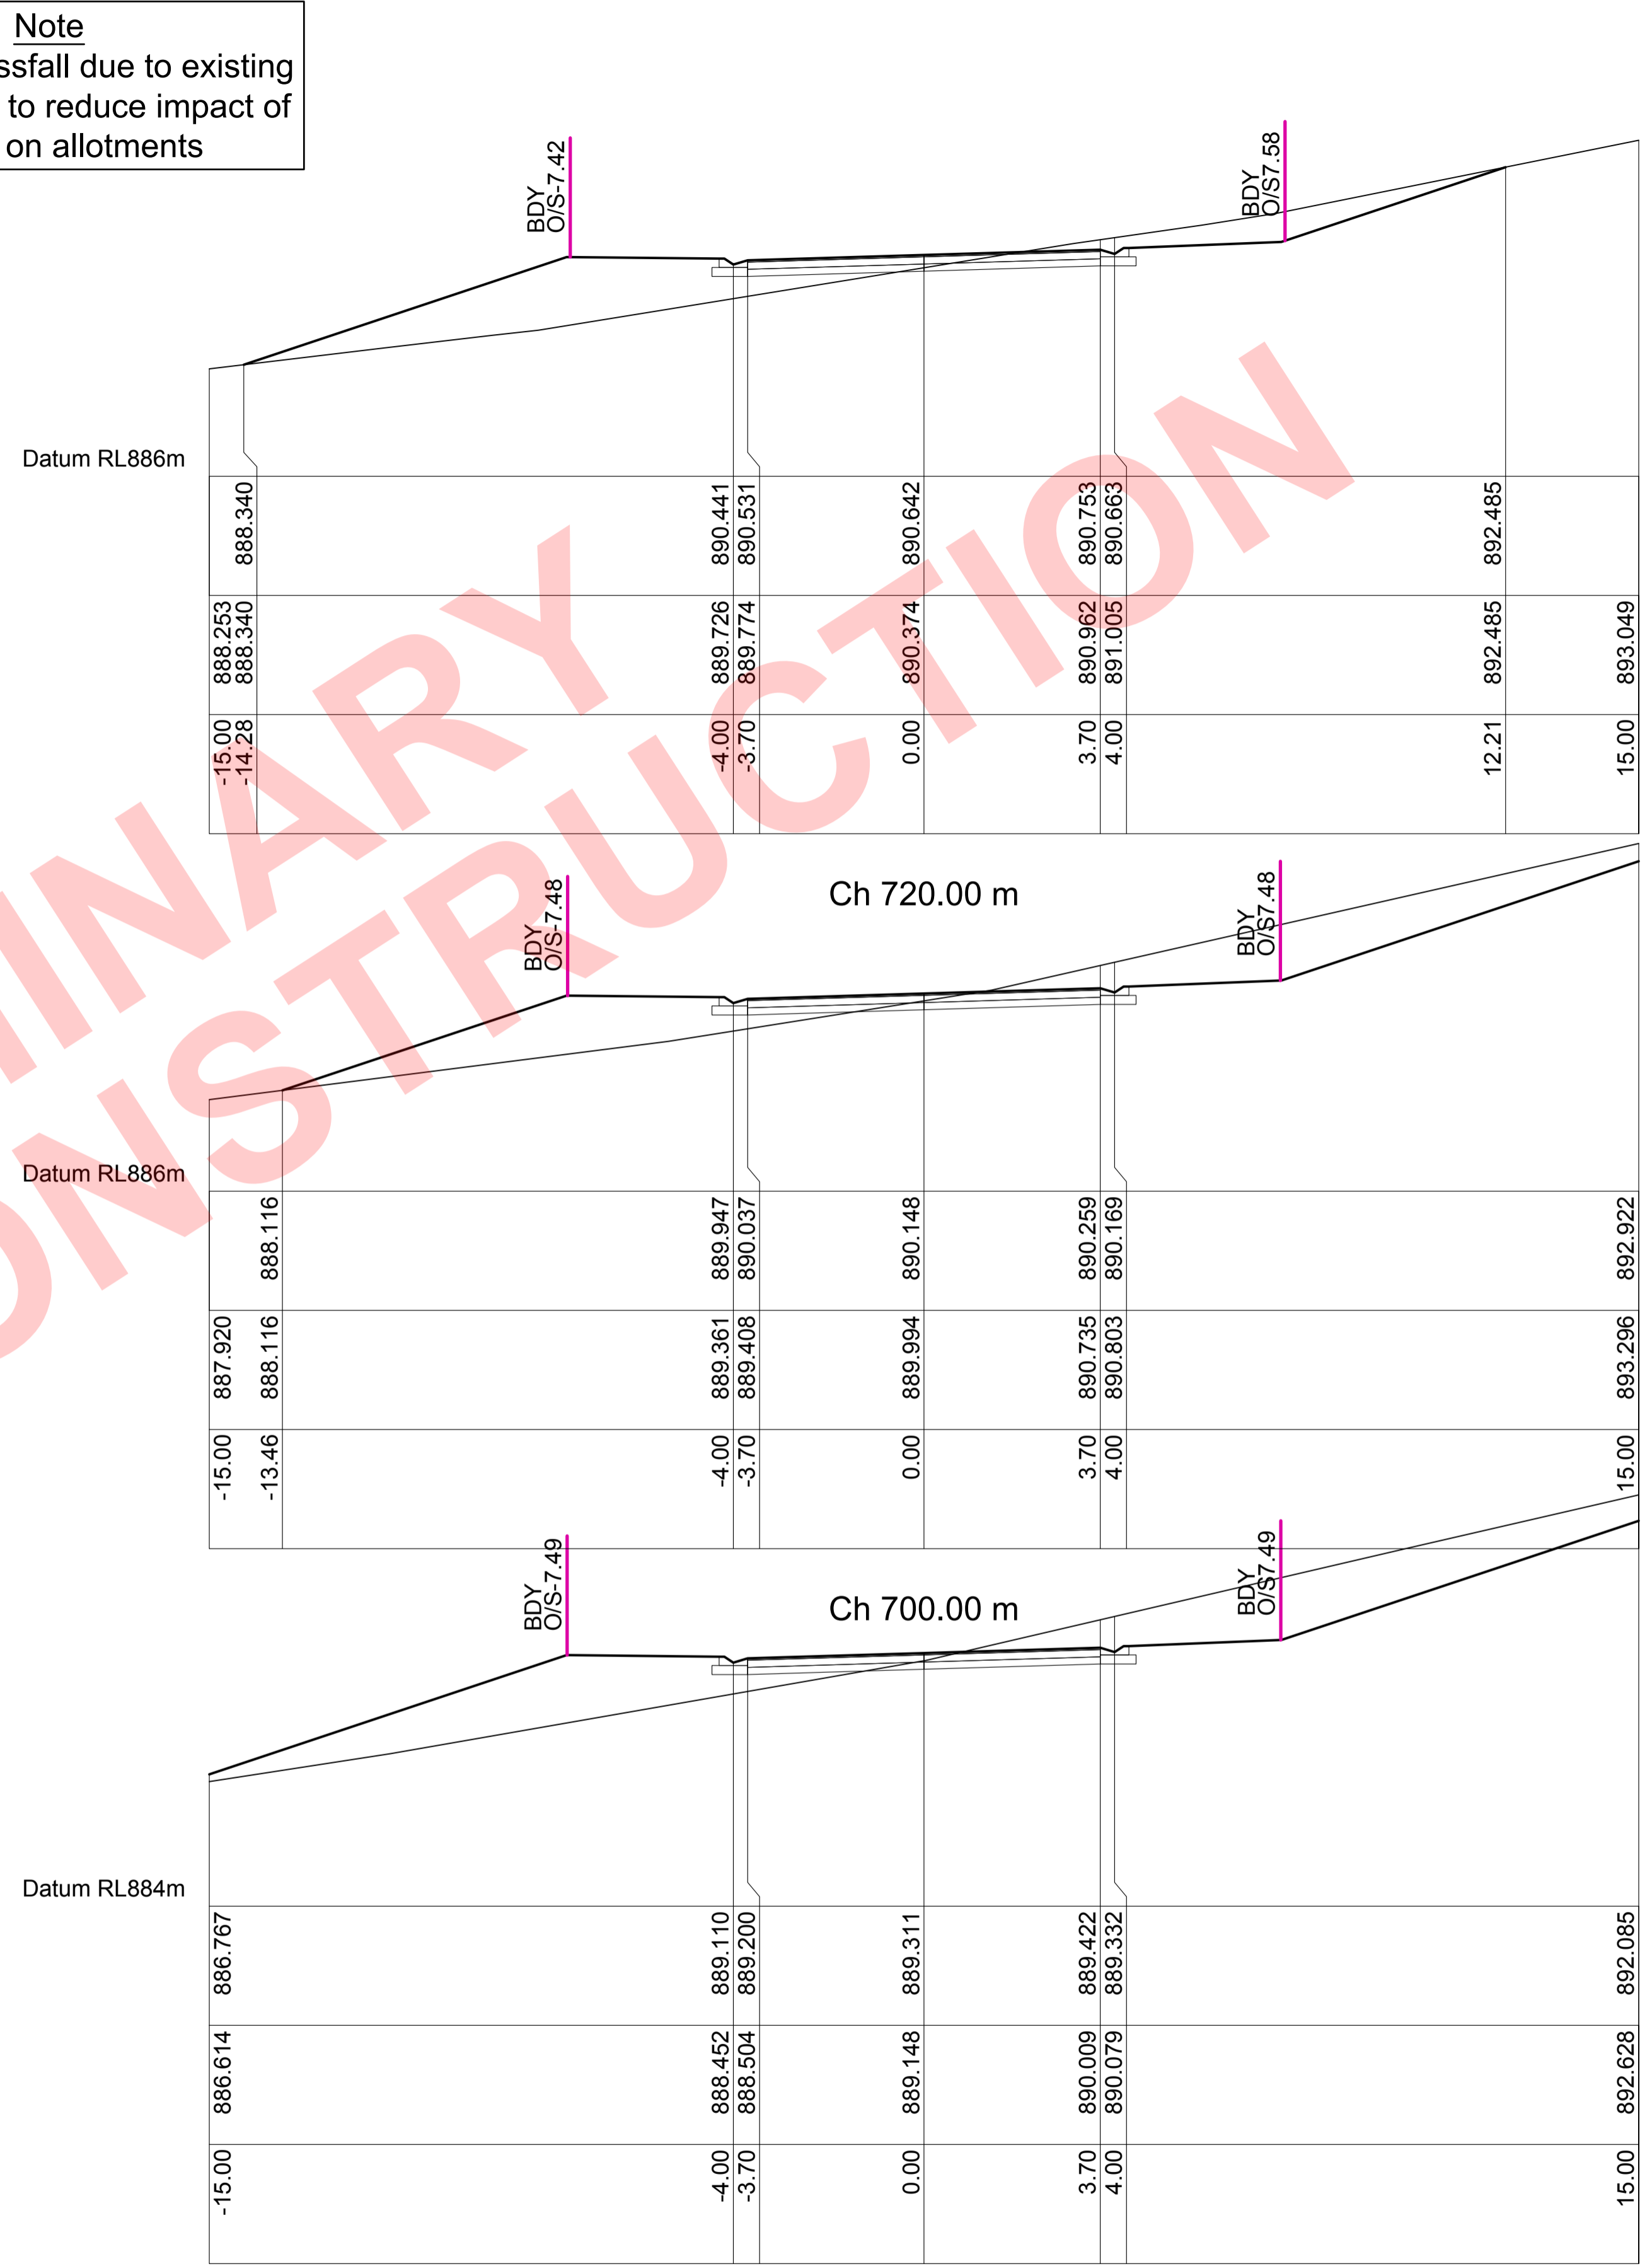 Note
ssfall due to existing
to reduce impact of
on allotments
BDY
O/S-7.42
BDY
O/S7.58
Datum RL886m
888.340 890.441 890.531 890.642 890.753 890.663 892.485
888.253 888.340 889.726 889.774 890.374 890.962 891.005 892.485 893.049
-15.00 -14.28 -4.00 -3.70 0.00 3.70 4.00 12.21 15.00
Ch 720.00 m
BDY
O/S-7.48
BDY
O/S7.48
Datum RL886m
888.116 889.947 890.037 890.148 890.259 890.169 892.922
887.920 888.116 889.361 889.408 889.994 890.735 890.803 893.296
-15.00 -13.46 -4.00 -3.70 0.00 3.70 4.00 15.00
Ch 700.00 m
BDY
O/S-7.49
BDY
O/S7.49
Datum RL884m
886.767 889.110 889.200 889.311 889.422 889.332 892.085
886.614 888.452 888.504 889.148 890.009 890.079 892.628
-15.00 -4.00 -3.70 0.00 3.70 4.00 15.00
INARY
ONSTRUCTION